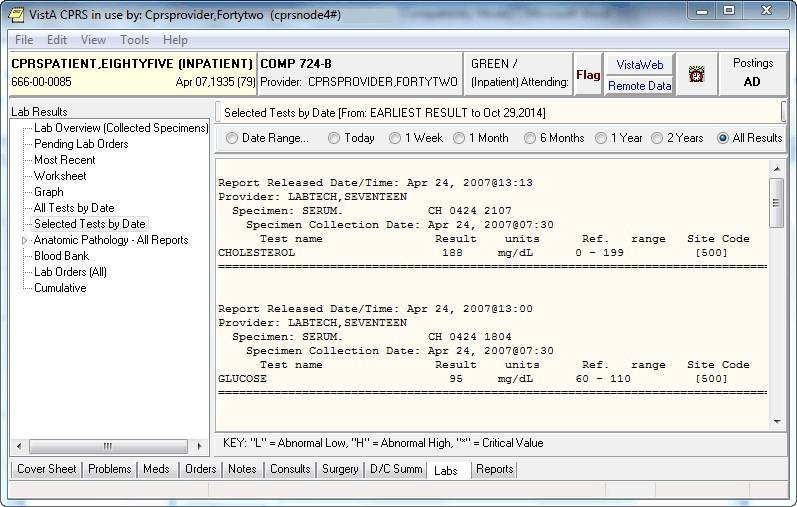 VistA CPRS in use by: Cprsprovider,Fortytwo (cprsnode4#)
File Edit View Tools Help
CPRSPATIENT,EIGHTYFIVE (INPATIENT) COMP 724-B GREEN / Flag VistaWeb Postings
666-00-0085 Apr 07,1935 (79) Provider: CPRSPROVIDER,FORTYTWO (Inpatient) Attending: Remote Data AD
Lab Results
Lab Overview (Collected Specimens)
Pending Lab Orders
Most Recent
Worksheet
Graph
All Tests by Date
Selected Tests by Date
Anatomic Pathology - All Reports
Blood Bank
Lab Orders (All)
Cumulative
Selected Tests by Date [From: EARLIEST RESULT to Oct 29,2014]
Date Range... Today 1 Week 1 Month 6 Months 1 Year 2 Years All Results
Report Released Date/Time: Apr 24, 2007@13:13
Provider: LABTECH,SEVENTEEN
Specimen: SERUM. CH 0424 2107
Specimen Collection Date: Apr 24, 2007@07:30
Test name Result units Ref. range Site Code
CHOLESTEROL 188 mg/dL 0 - 199 [500]
Report Released Date/Time: Apr 24, 2007@13:00
Provider: LABTECH,SEVENTEEN
Specimen: SERUM. CH 0424 1804
Specimen Collection Date: Apr 24, 2007@07:30
Test name Result units Ref. range Site Code
GLUCOSE 95 mg/dL 60 - 110 [500]
KEY: "L" = Abnormal Low, "H" = Abnormal High, "*" = Critical Value
Cover Sheet Problems Meds Orders Notes Consults Surgery D/C Summ Labs Reports